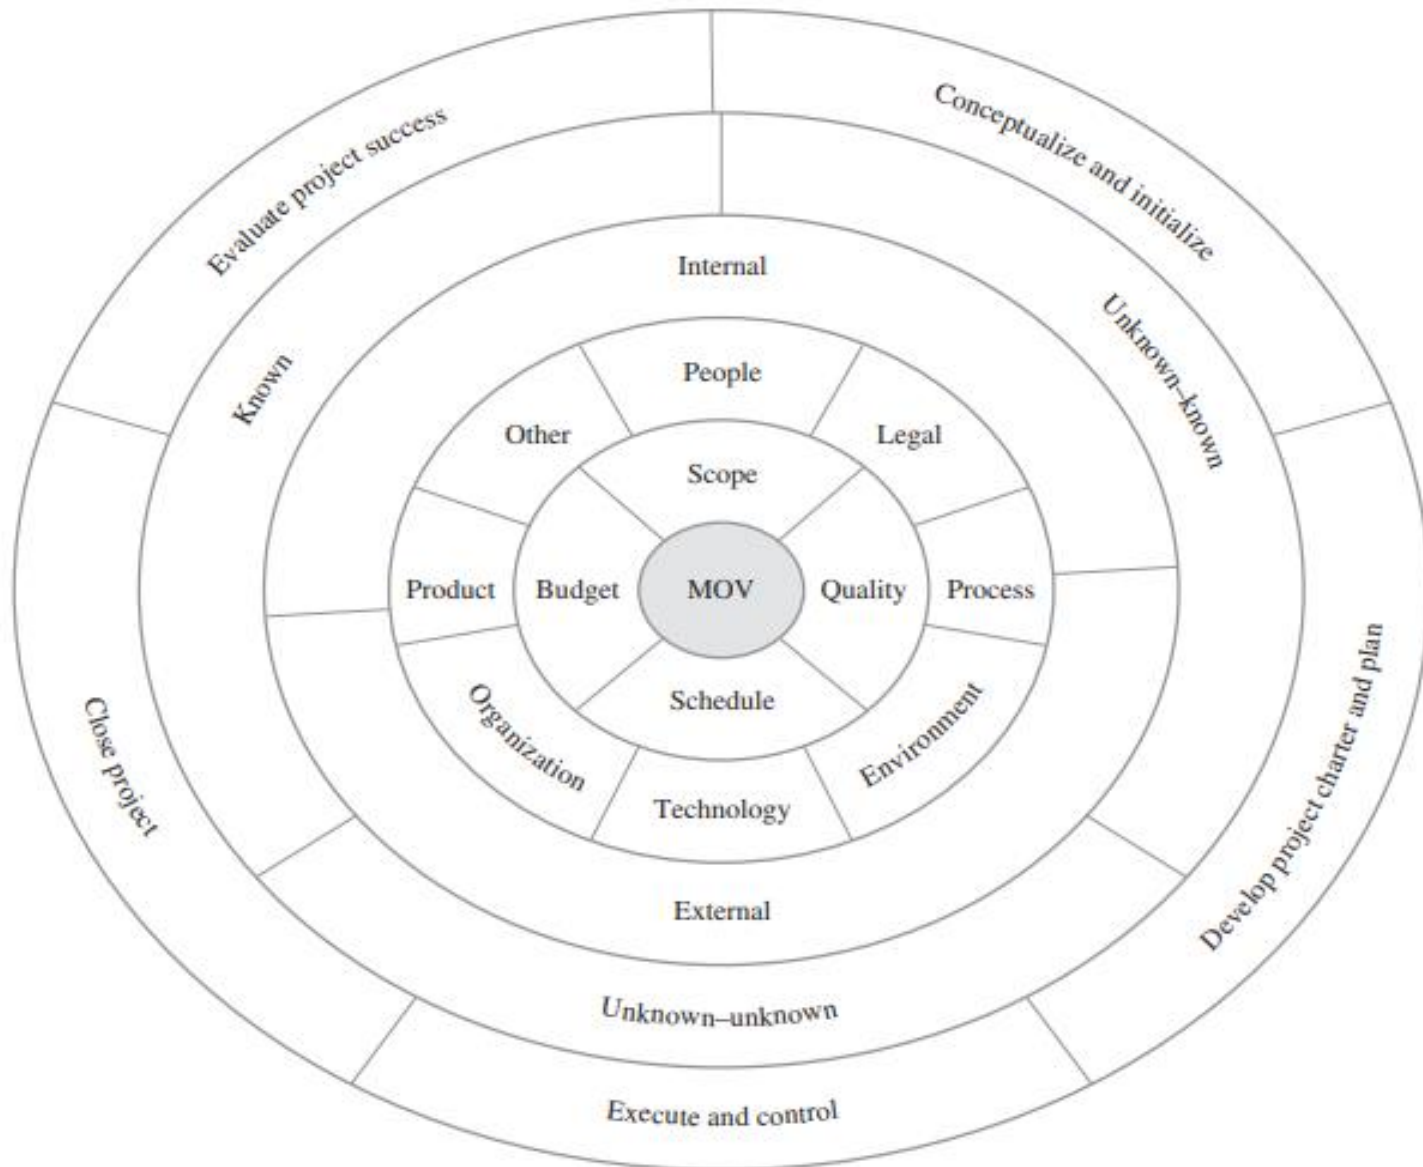 Evaluate project success
Conceptualize and initialize
Internal
Known
Unknown–known
People
Other
Legal
Scope
Product
Budget
MOV
Quality
Process
Schedule
Organization
Environment
Technology
Close project
Develop project charter and plan
External
Unknown–unknown
Execute and control